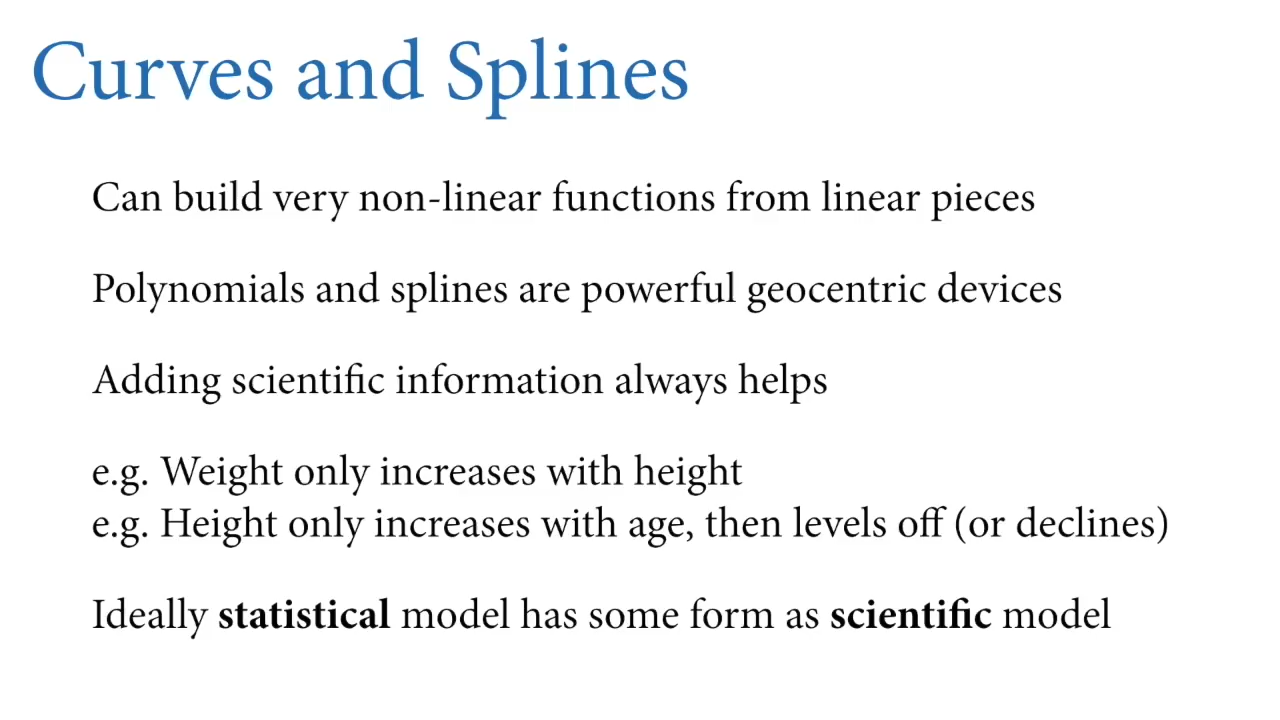 Curves and Splines
Can build very non-linear functions from linear pieces
Polynomials and splines are powerful geocentric devices
Adding scientific information always helps
e.g. Weight only increases with height
e.g. Height only increases with age, then levels off (or declines)
Ideally statistical model has some form as scientific model